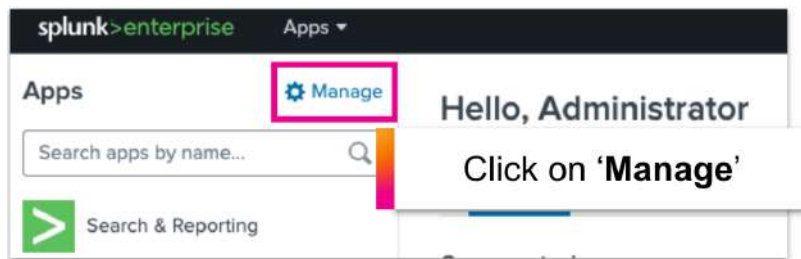 splunk>enterprise Apps
Apps
Manage
Hello, Administrator
Search apps by name...
Click on ‘Manage’
Search & Reporting